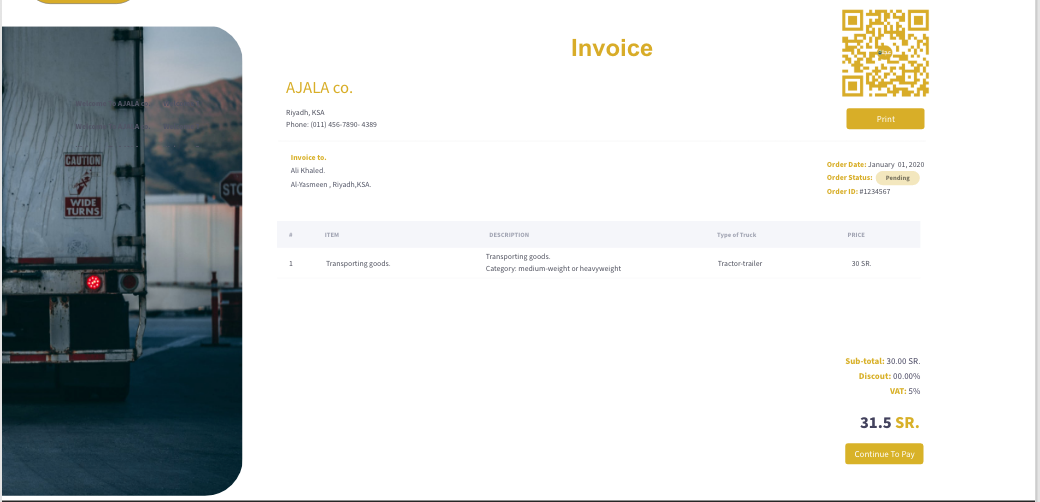 AJALA
CAUTION
WIDE
TURNS
STO
Invoice
AJALA co.
Riyadh, KSA
Phone: (011) 456-7890- 4389
Print
Invoice to.
Ali Khaled.
Al-Yasmeen , Riyadh,KSA.
Order Date: January 01, 2020
Order Status: Pending
Order ID: #1234567
# ITEM DESCRIPTION Type of Truck PRICE
1 Transporting goods. Transporting goods. Tractor-trailer 30 SR.
Category: medium-weight or heavyweight
Sub-total: 30.00 SR.
Discout: 00.00%
VAT: 5%
31.5 SR.
Continue To Pay